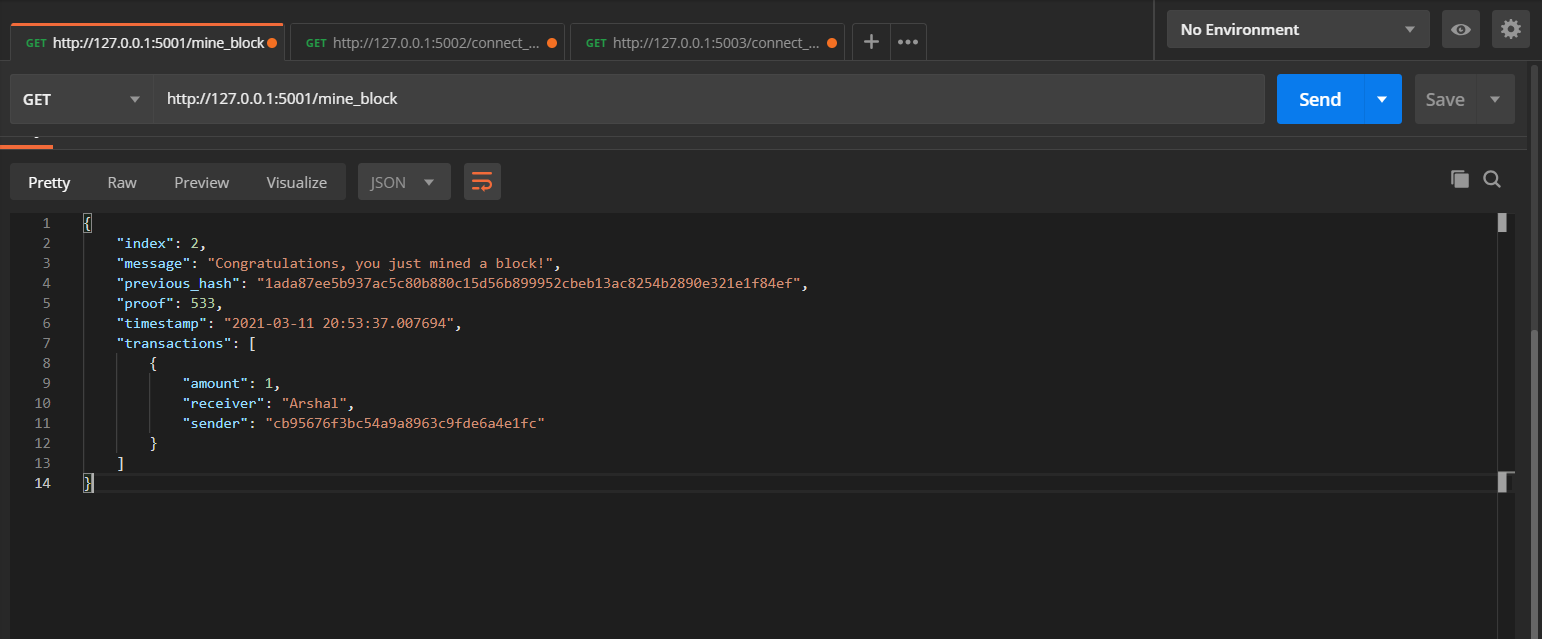 GET http://127.0.0.1:5001/mine_block GET http://127.0.0.1:5002/connect_... GET http://127.0.0.1:5003/connect_... No Environment
GET http://127.0.0.1:5001/mine_block Send Save
Pretty Raw Preview Visualize JSON
1 {
2 "index": 2,
3 "message": "Congratulations, you just mined a block!",
4 "previous_hash": "1ada87ee5b937ac5c80b880c15d56b899952cbeb13ac8254b2890e321e1f84ef",
5 "proof": 533,
6 "timestamp": "2021-03-11 20:53:37.007694",
7 "transactions": [
8 {
9 "amount": 1,
10 "receiver": "Arshal",
11 "sender": "cb95676f3bc54a9a8963c9fde6a4e1fc"
12 }
13 ]
14 }